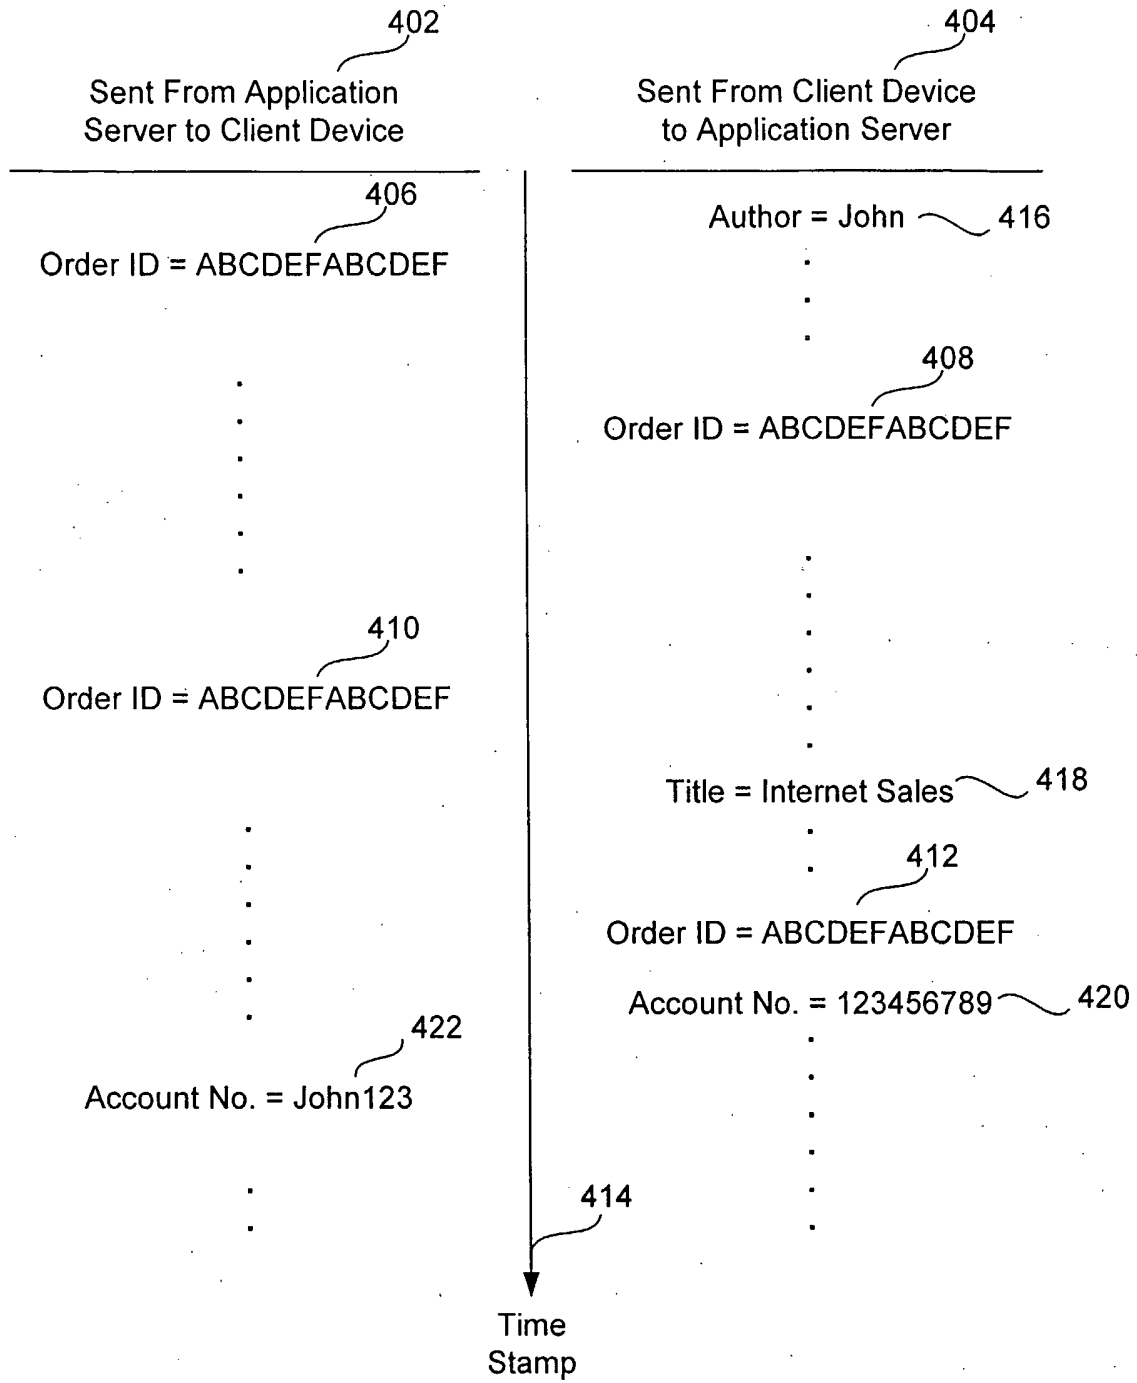 402
Sent From Application
Server to Client Device
406
Order ID = ABCDEFABCDEF
410
Order ID = ABCDEFABCDEF
422
Account No. = John123
404
Sent From Client Device
to Application Server
Author = John 416
408
Order ID = ABCDEFABCDEF
Title = Internet Sales 418
412
Order ID = ABCDEFABCDEF
Account No. = 123456789 420
414
Time
Stamp